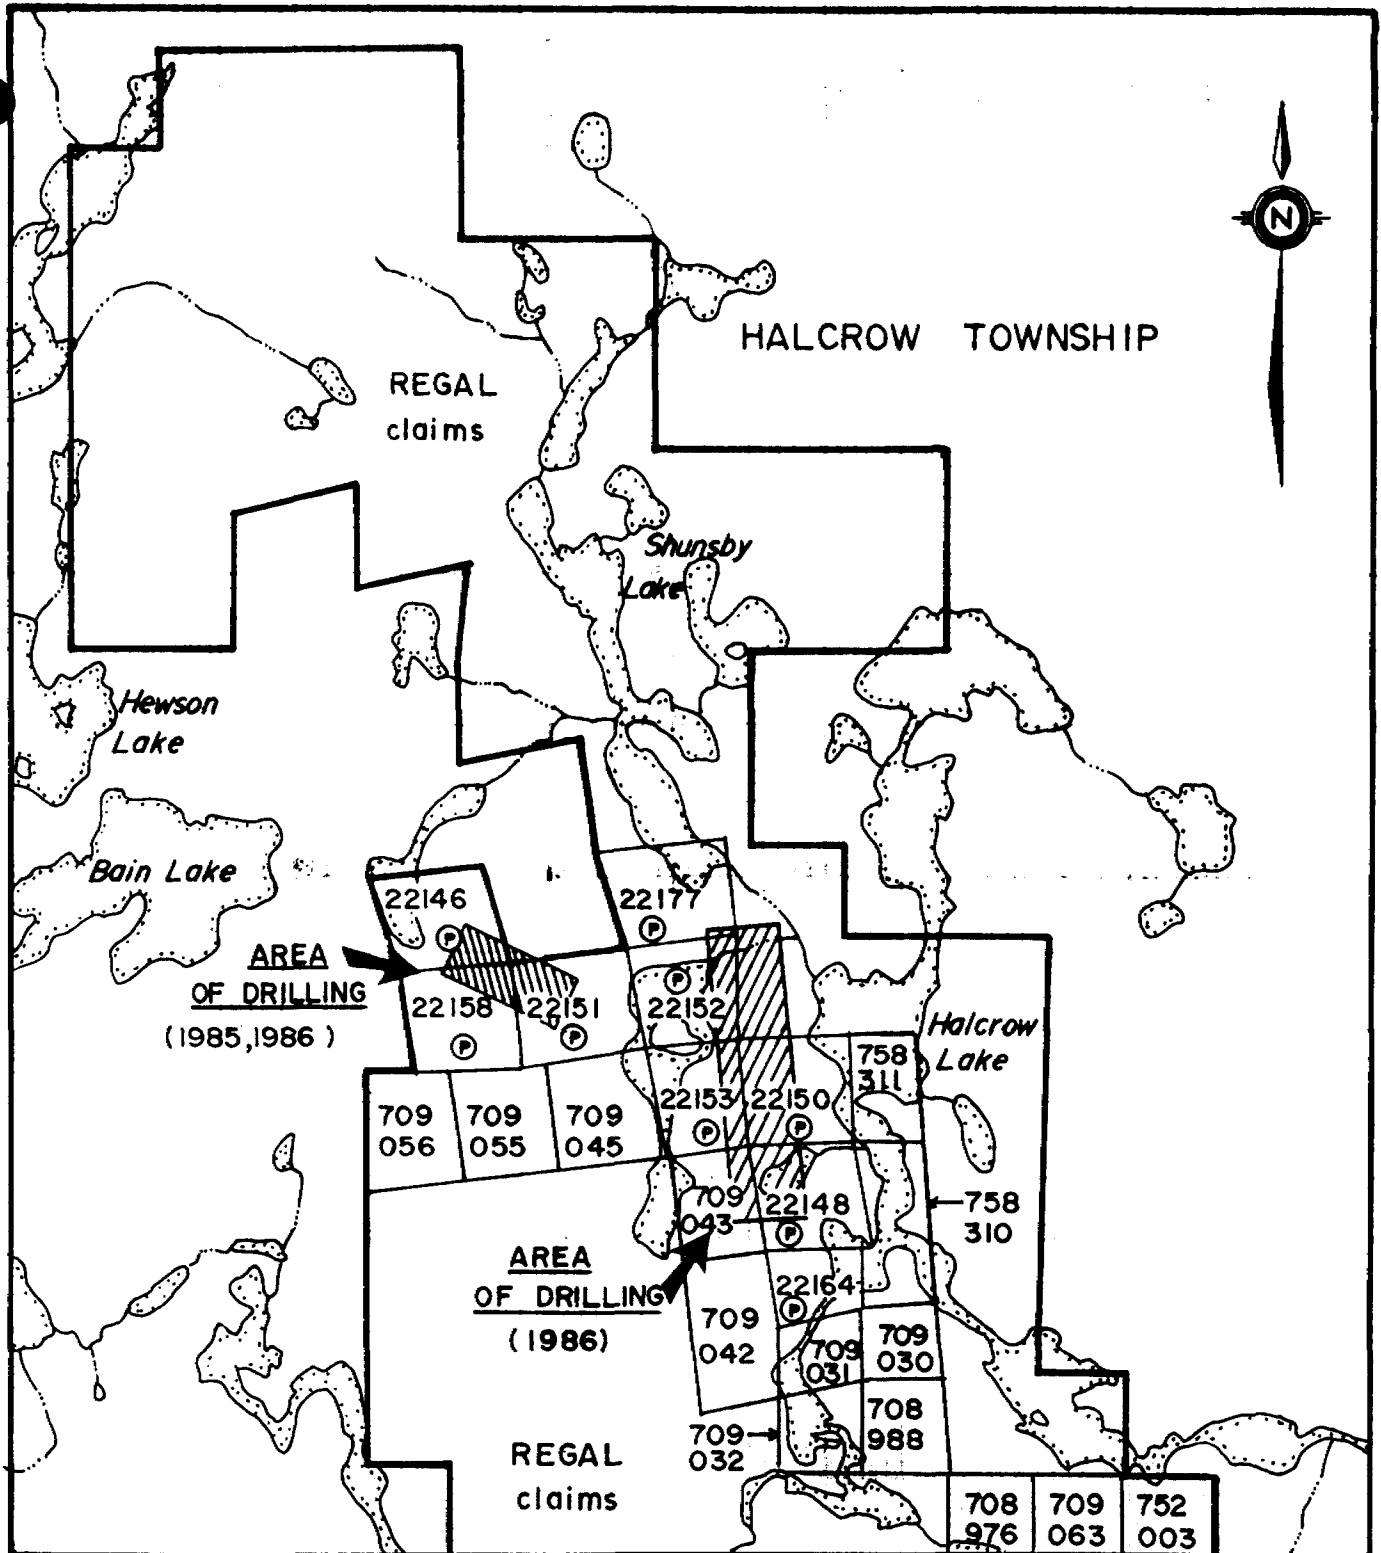 N
HALCROW TOWNSHIP
REGAL
claims
Shunsby
Lake
Hewson
Lake
Bain Lake
22146
P
22177
P
AREA
OF DRILLING
(1985,1986)
22158
P
22151
P
22152
P
Halcrow
Lake
758
311
22153
P
22150
P
709
056
709
055
709
045
709
043
22148
P
758
310
AREA
OF DRILLING
(1986)
22164
P
709
042
709
031
709
030
708
988
709
032
REGAL
claims
708
976
709
063
752
003